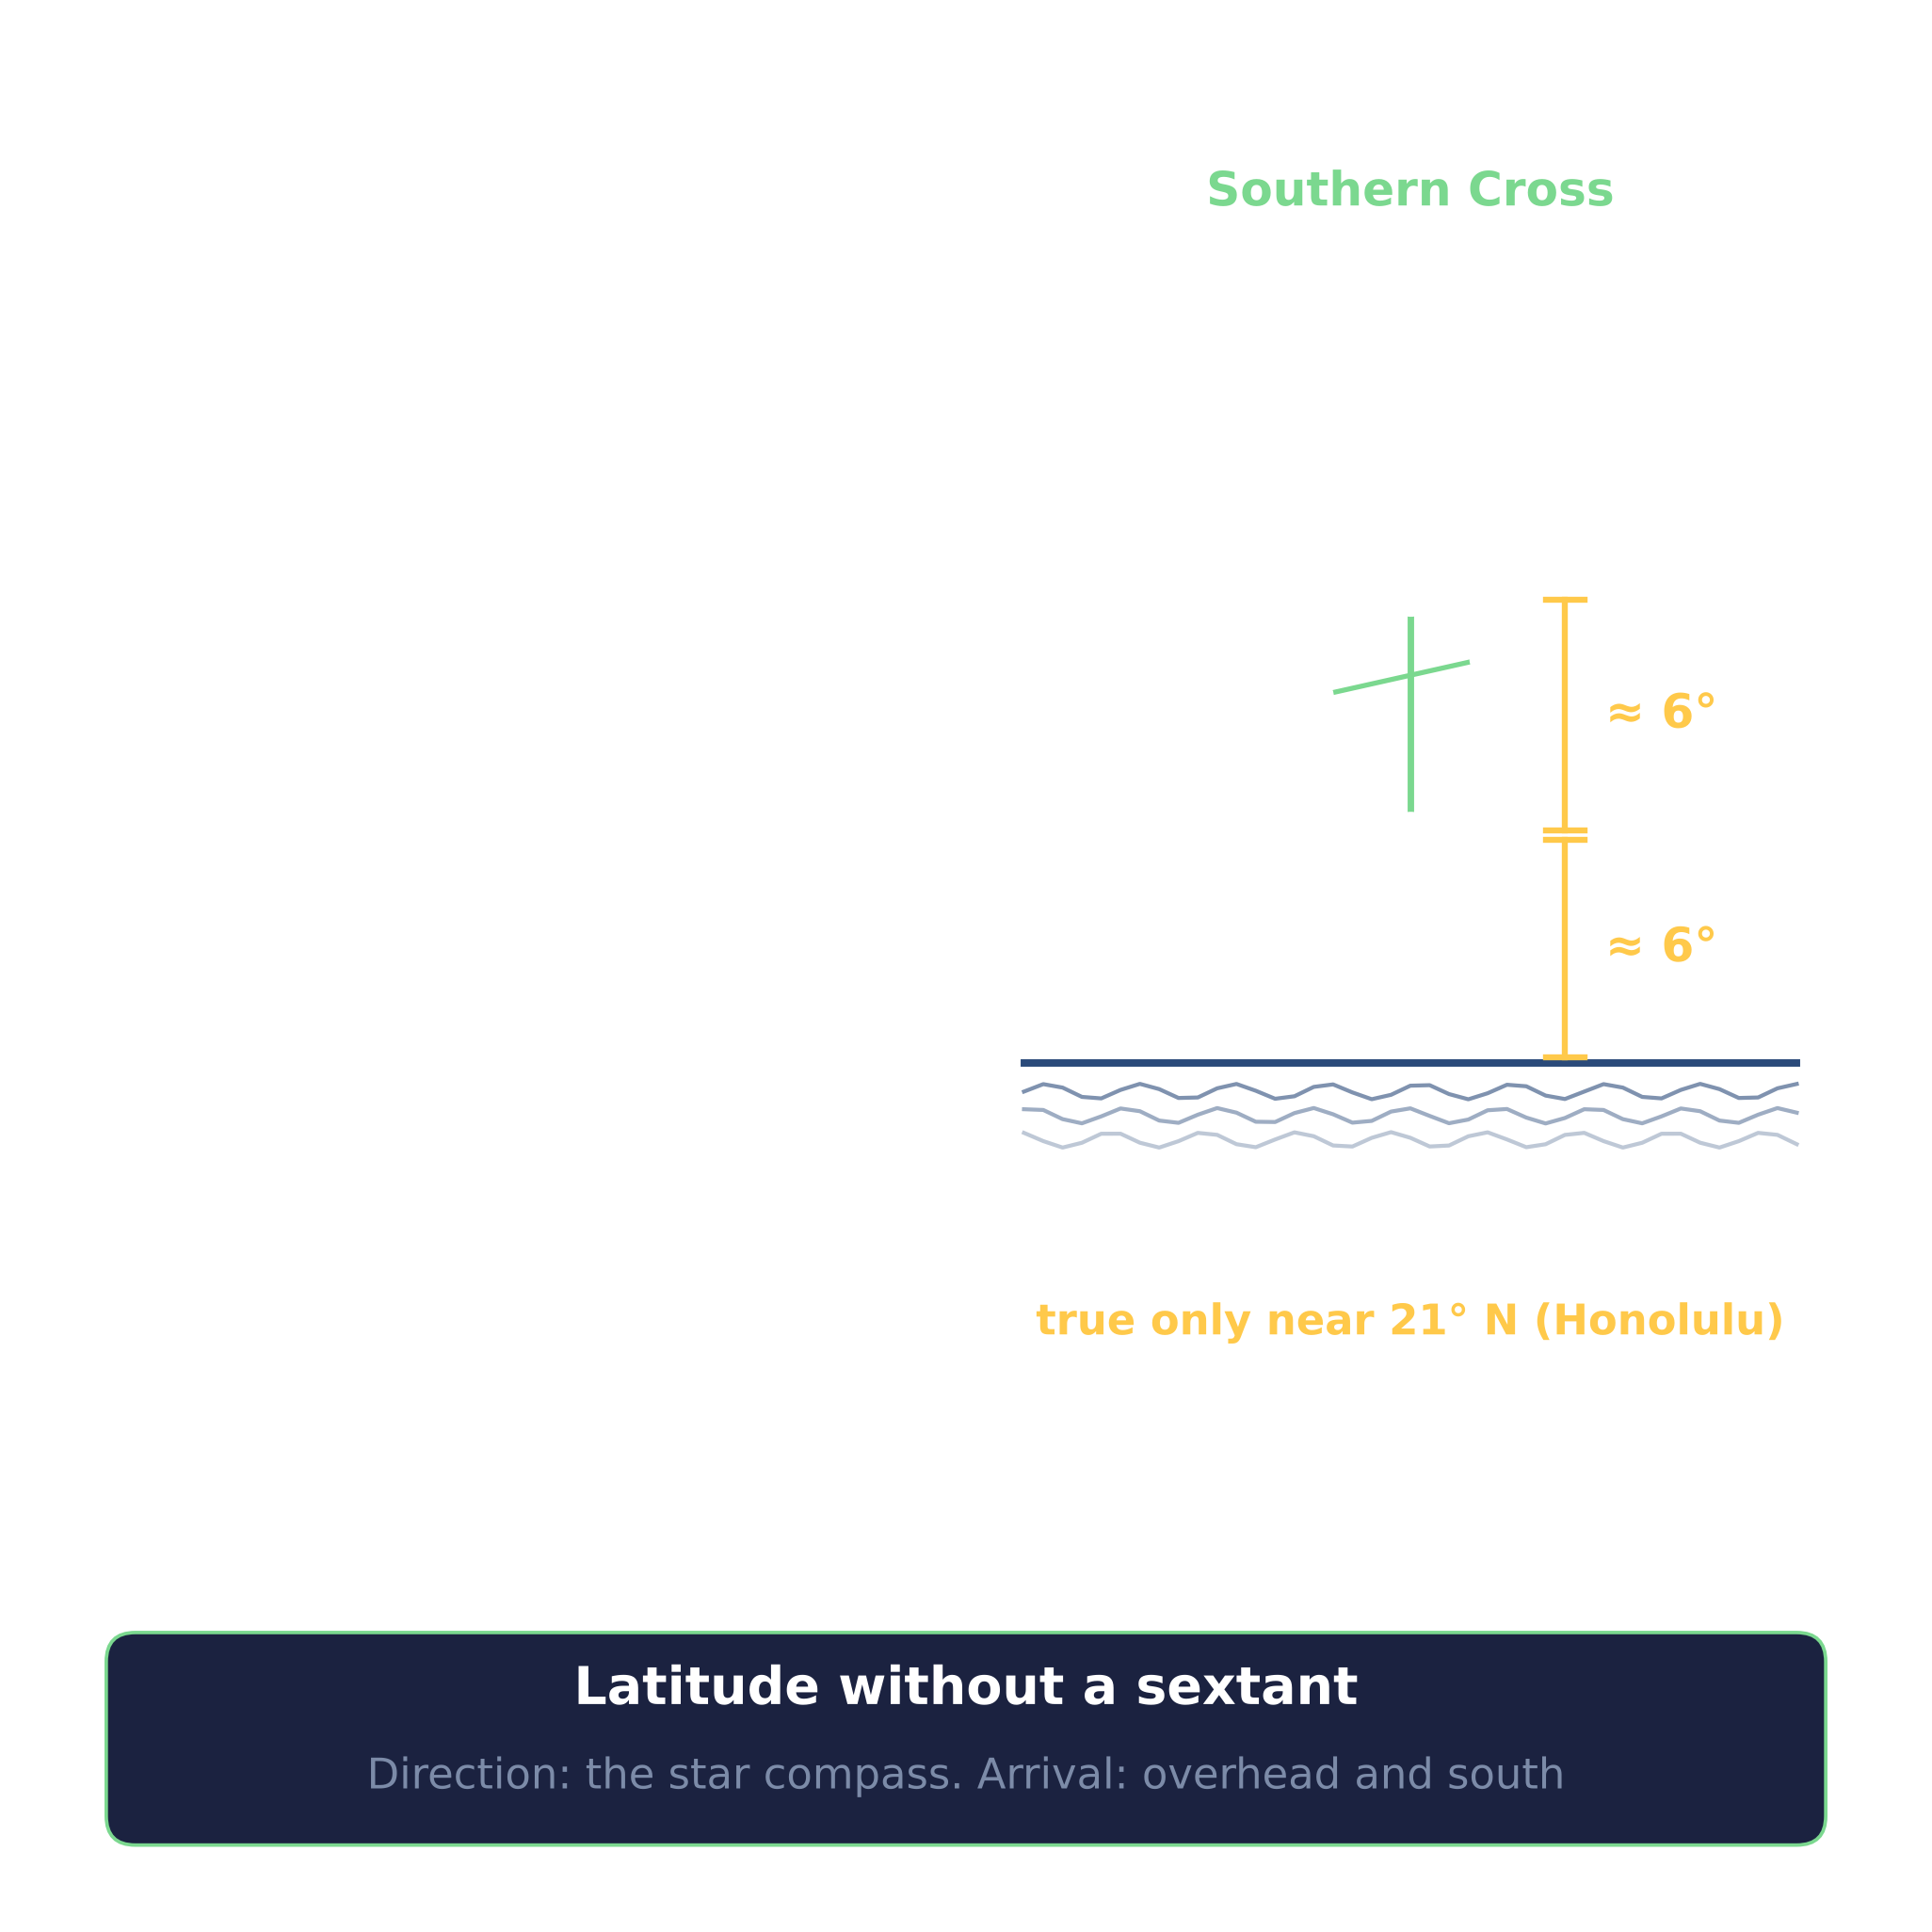 Southern Cross
≈ 6°
≈ 6°
true only near 21° N (Honolulu)
Latitude without a sextant
Direction: the star compass. Arrival: overhead and south